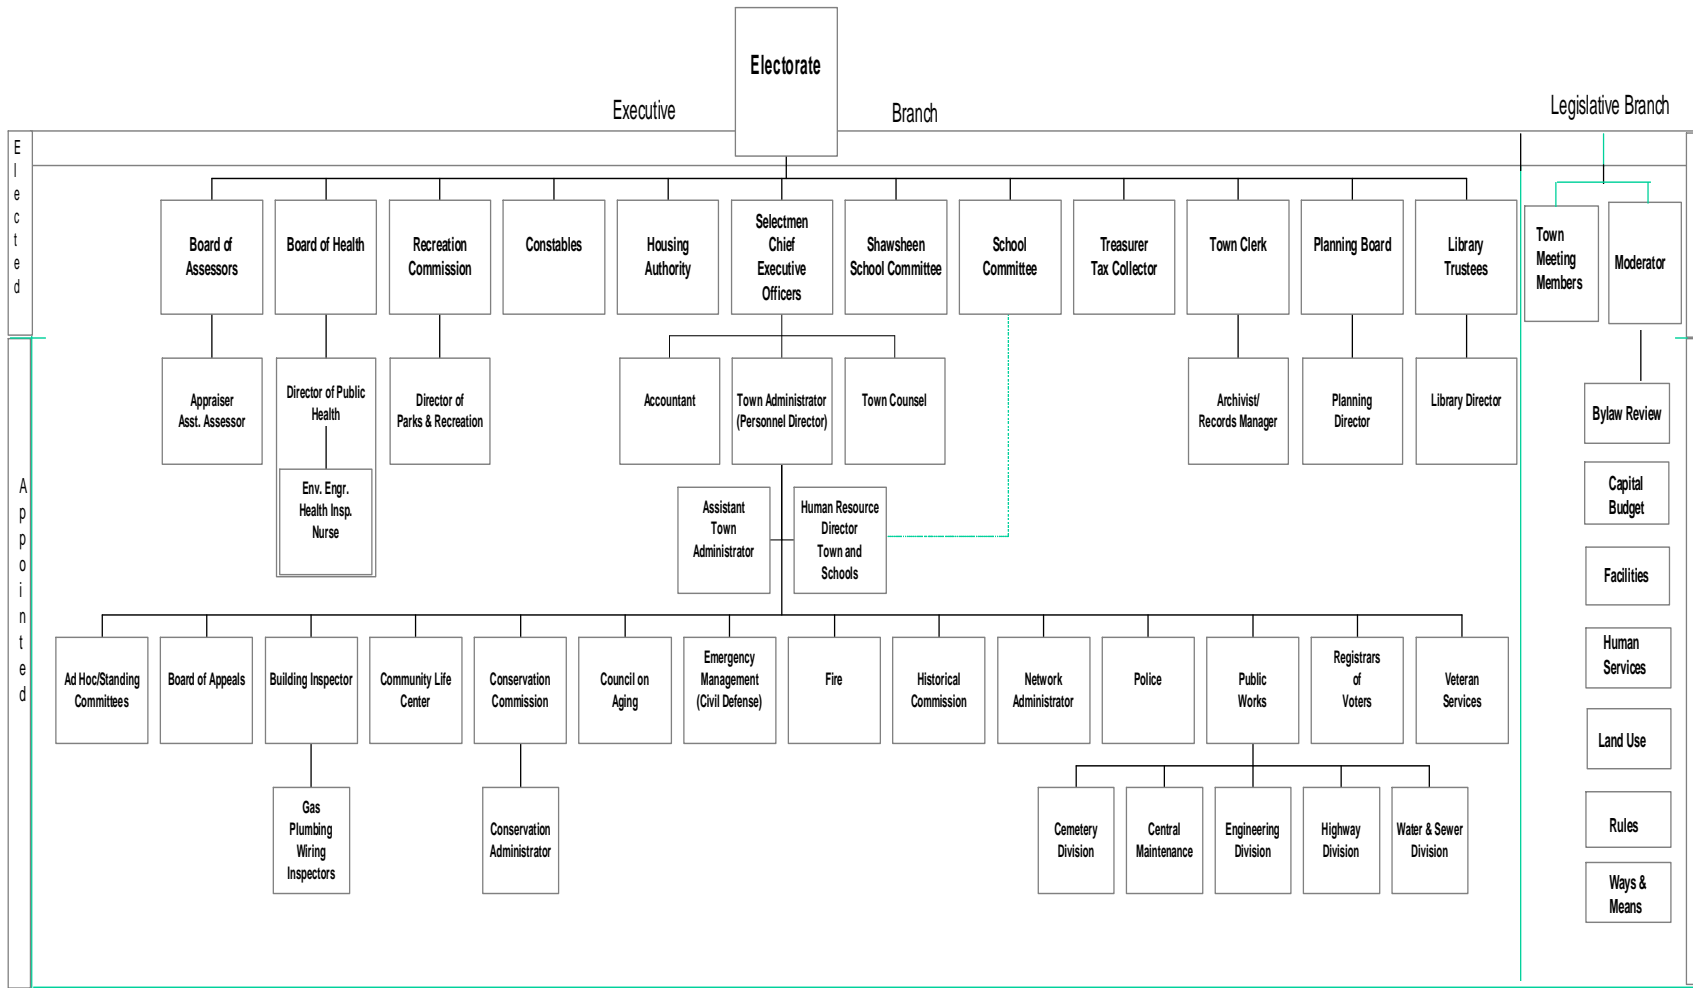 Electorate
Executive
Branch
Legislative Branch
E
l
e
c
t
e
d
Board of
Assessors
Board of Health
Recreation
Commission
Constables
Housing
Authority
Selectmen
Chief
Executive
Officers
Shawsheen
School Committee
School
Committee
Treasurer
Tax Collector
Town Clerk
Planning Board
Library
Trustees
Town
Meeting
Members
Moderator
A
p
p
o
i
n
t
e
d
Appraiser
Asst. Assessor
Director of Public
Health
Env. Engr.
Health Insp.
Nurse
Director of
Parks & Recreation
Accountant
Town Administrator
(Personnel Director)
Town Counsel
Archivist/
Records Manager
Planning
Director
Library Director
Assistant
Town
Administrator
Human Resource
Director
Town and
Schools
Ad Hoc/Standing
Committees
Board of Appeals
Building Inspector
Community Life
Center
Conservation
Commission
Council on
Aging
Emergency
Management
(Civil Defense)
Fire
Historical
Commission
Network
Administrator
Police
Public
Works
Registrars
of
Voters
Veteran
Services
Gas
Plumbing
Wiring
Inspectors
Conservation
Administrator
Cemetery
Division
Central
Maintenance
Engineering
Division
Highway
Division
Water & Sewer
Division
Bylaw Review
Capital
Budget
Facilities
Human
Services
Land Use
Rules
Ways &
Means